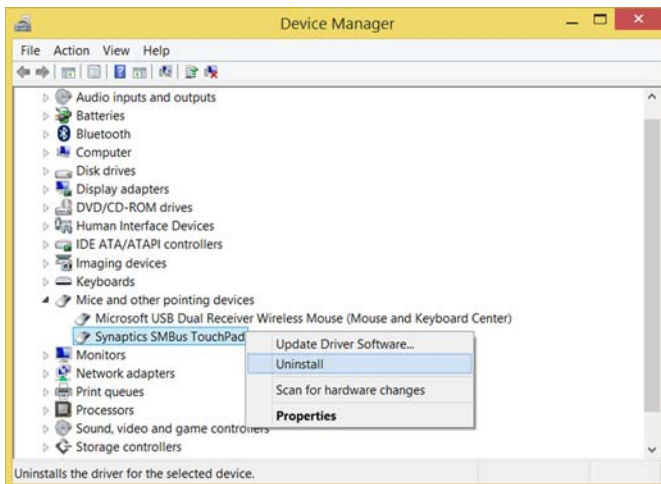 Device Manager
File Action View Help
Audio inputs and outputs
Batteries
Bluetooth
Computer
Disk drives
Display adapters
DVD/CD-ROM drives
Human Interface Devices
IDE ATA/ATAPI controllers
Imaging devices
Keyboards
Mice and other pointing devices
Microsoft USB Dual Receiver Wireless Mouse (Mouse and Keyboard Center)
Synaptics SMBus TouchPad
Update Driver Software...
Uninstall
Scan for hardware changes
Properties
Monitors
Network adapters
Print queues
Processors
Sound, video and game controllers
Storage controllers
Uninstalls the driver for the selected device.